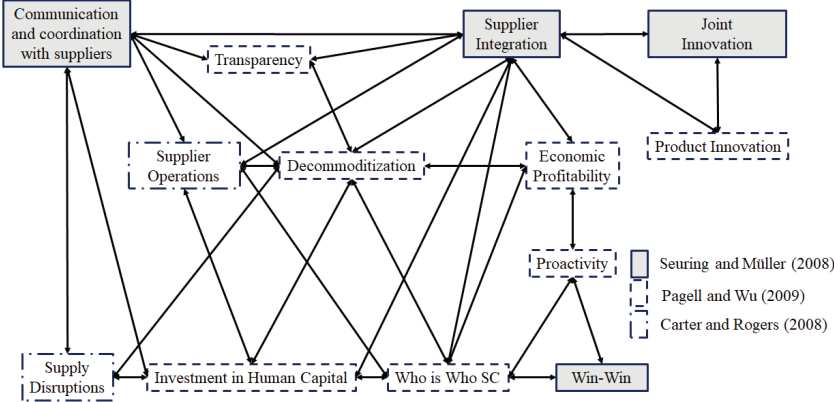 Communication
and coordination
with suppliers
Supplier
Integration
Joint
Innovation
Transparency
Supplier
Operations
Decommoditization
Economic
Profitability
Product Innovation
Proactivity
Seuring and Müller (2008)
Pagell and Wu (2009)
Carter and Rogers (2008)
Supply
Disruptions
Investment in Human Capital
Who is Who SC
Win-Win